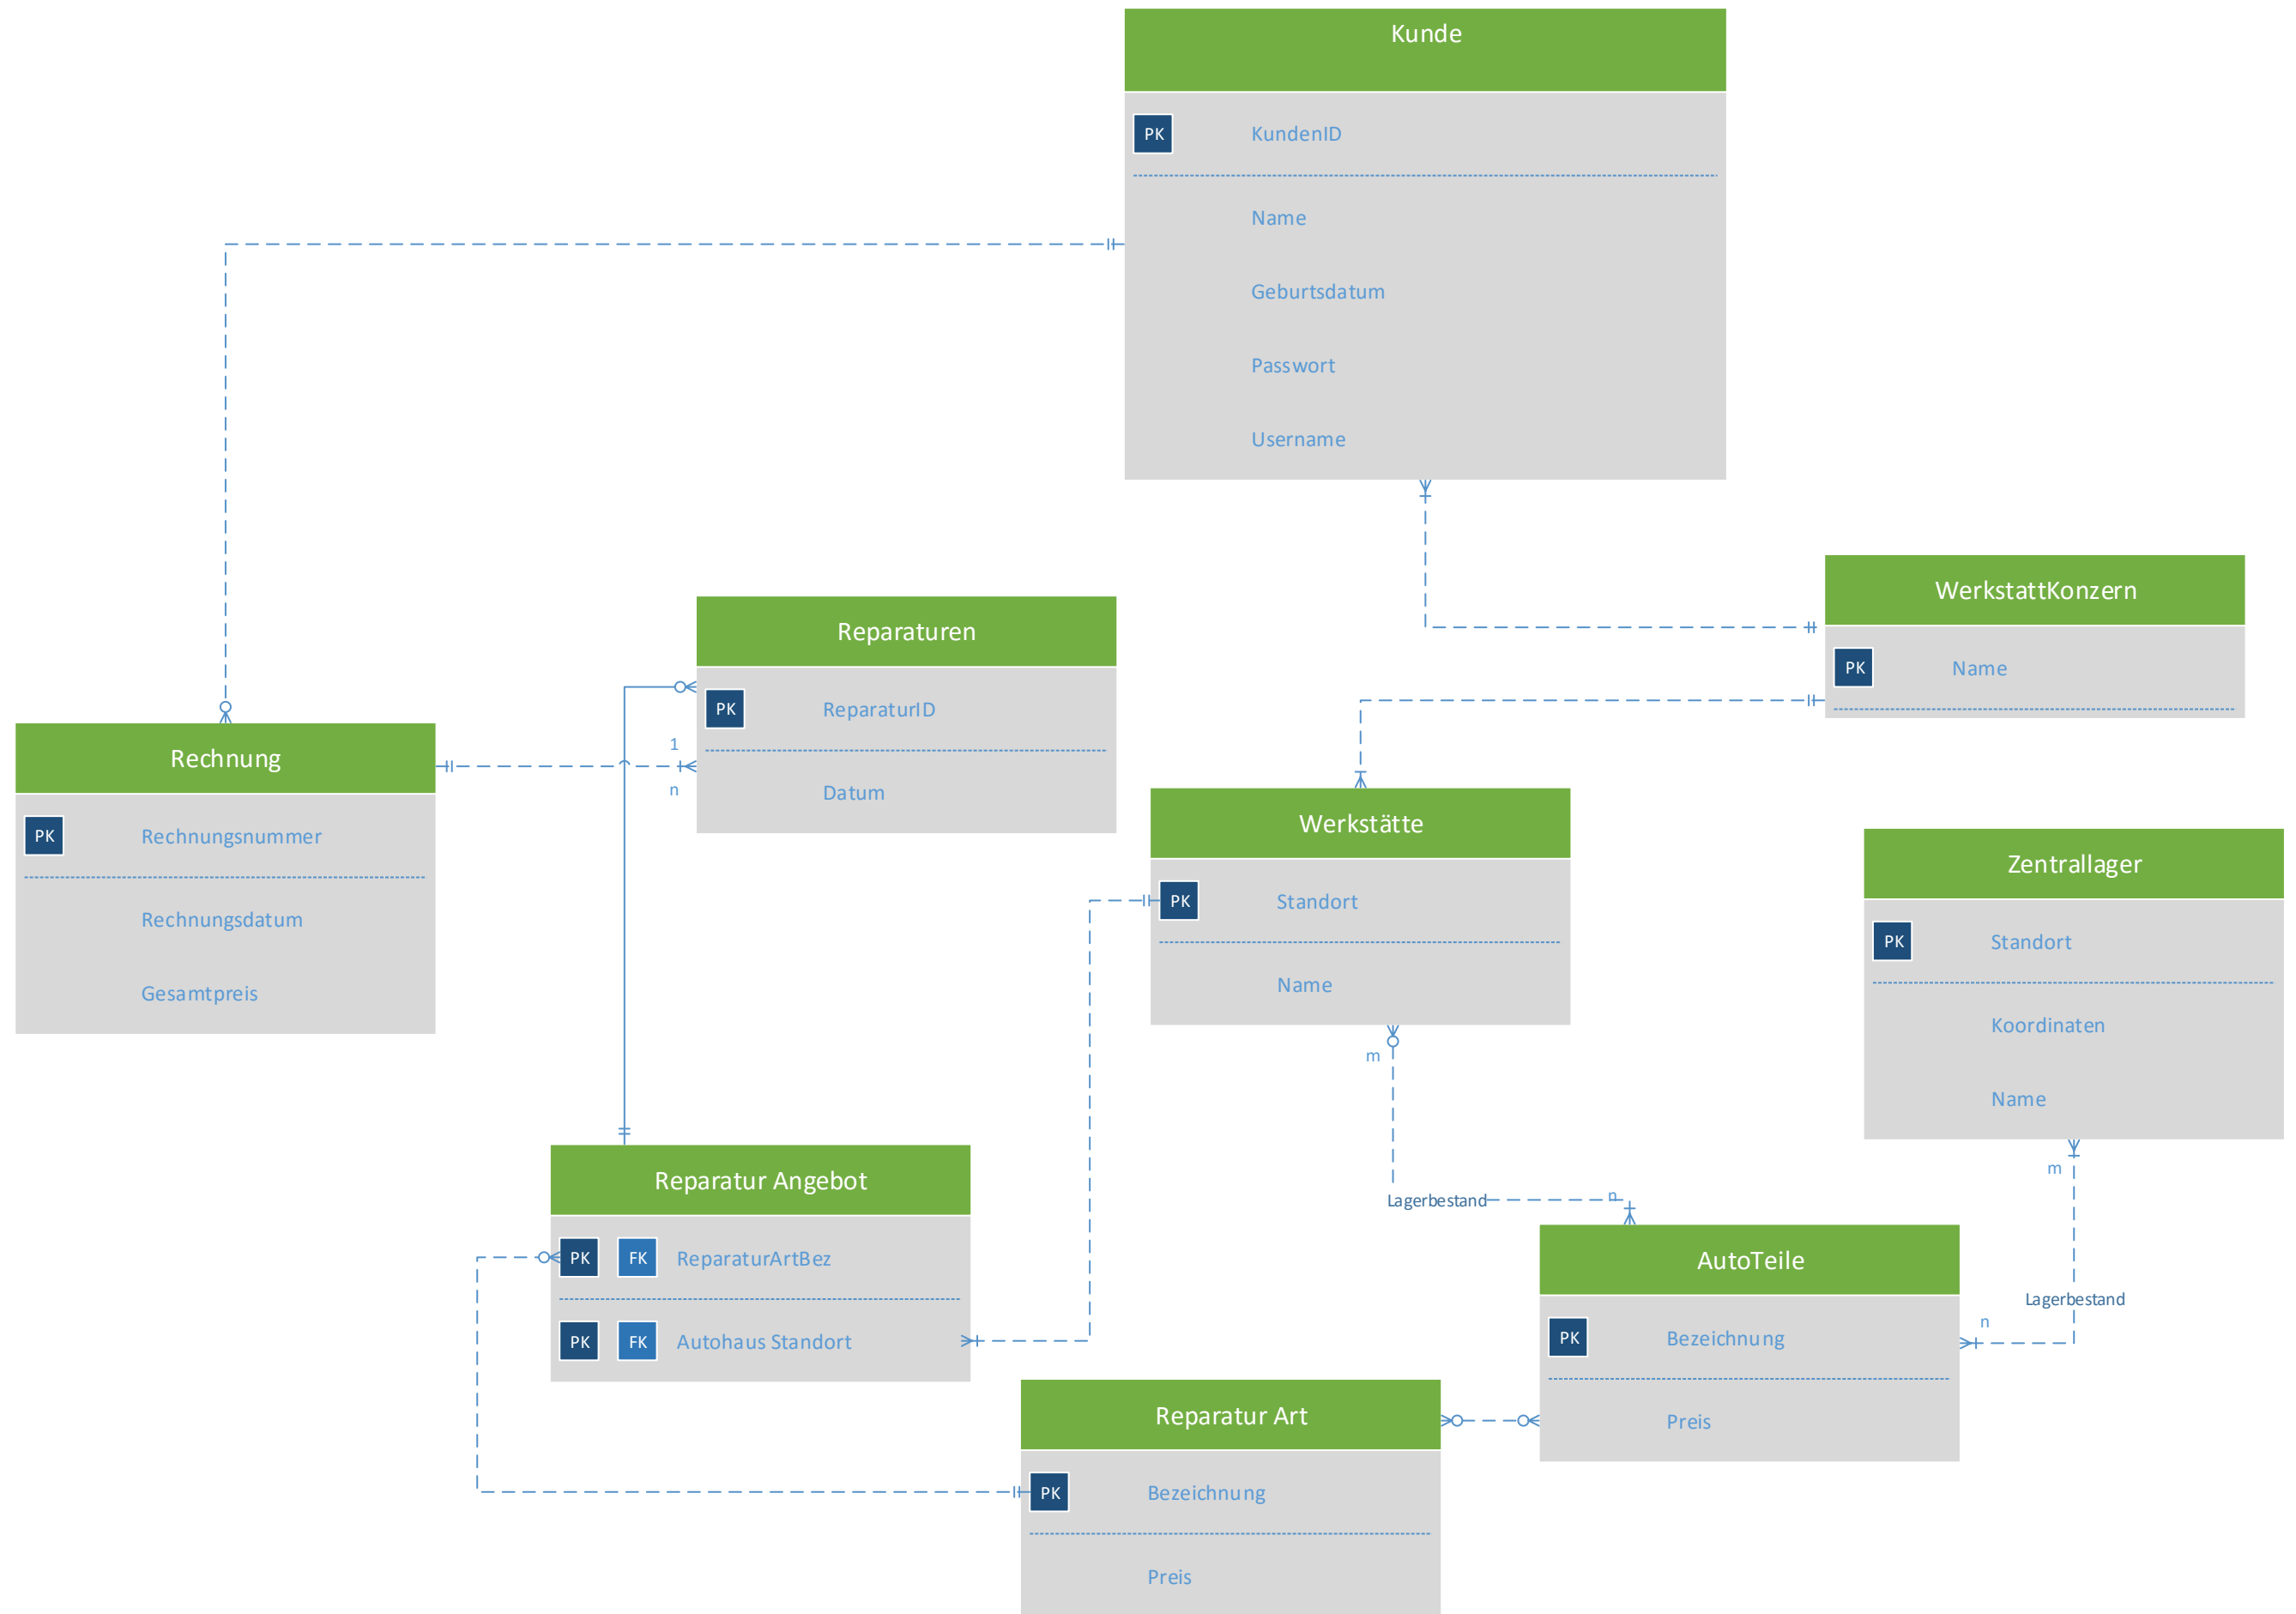 Kunde
PK KundenID
Name
Geburtsdatum
Passwort
Username
WerkstattKonzern
PK Name
Reparaturen
PK ReparaturID
Datum
1
n
Rechnung
PK Rechnungsnummer
Rechnungsdatum
Gesamtpreis
Werkstätte
PK Standort
Name
m
Zentrallager
PK Standort
Koordinaten
Name
m
Reparatur Angebot
PK FK ReparaturArtBez
PK FK Autohaus Standort
Lagerbestand
n
AutoTeile
PK Bezeichnung
Preis
Lagerbestand
n
Reparatur Art
PK Bezeichnung
Preis